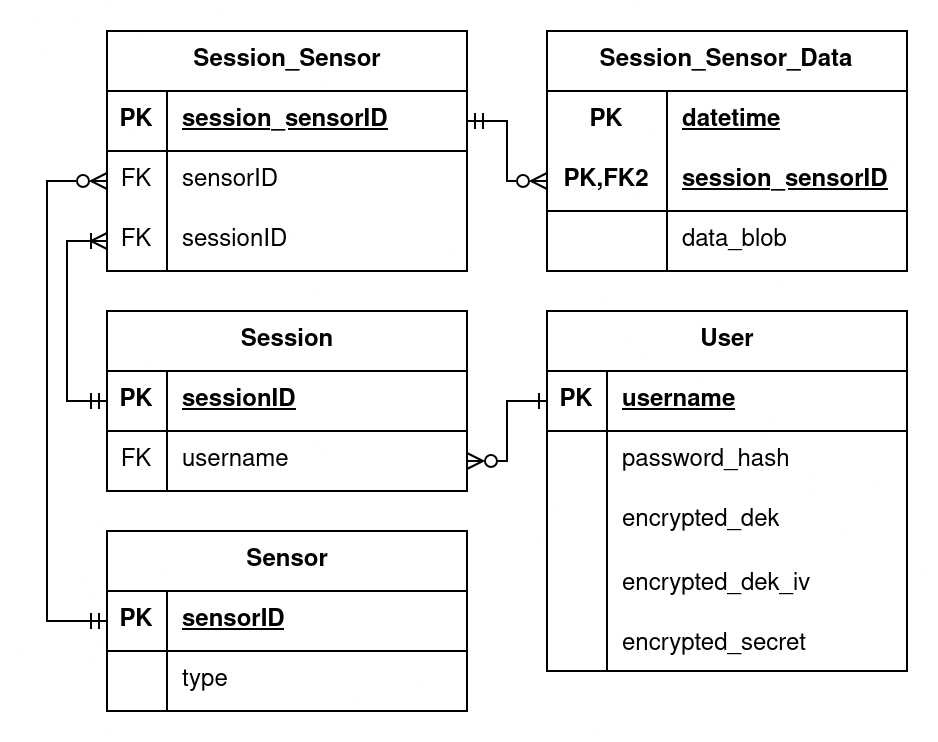 Session_Sensor
PK session_sensorID
FK sensorID
FK sessionID
Session_Sensor_Data
PK datetime
PK,FK2 session_sensorID
data_blob
Session
PK sessionID
FK username
User
PK username
password_hash
encrypted_dek
encrypted_dek_iv
encrypted_secret
Sensor
PK sensorID
type